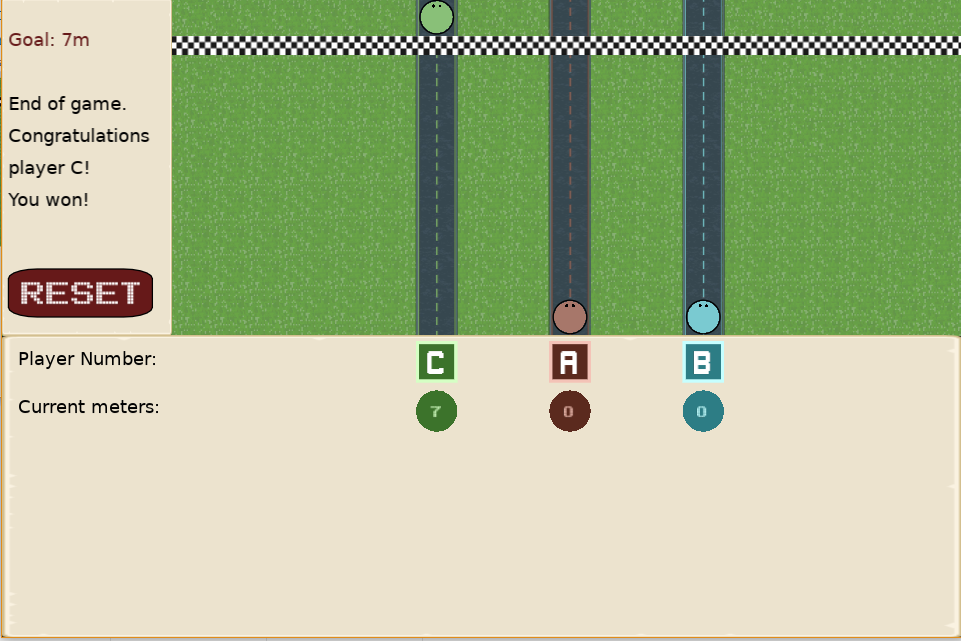 Goal: 7m
End of game.
Congratulations
player C!
You won!
RESET
Player Number:
C A B
Current meters:
7 0 0